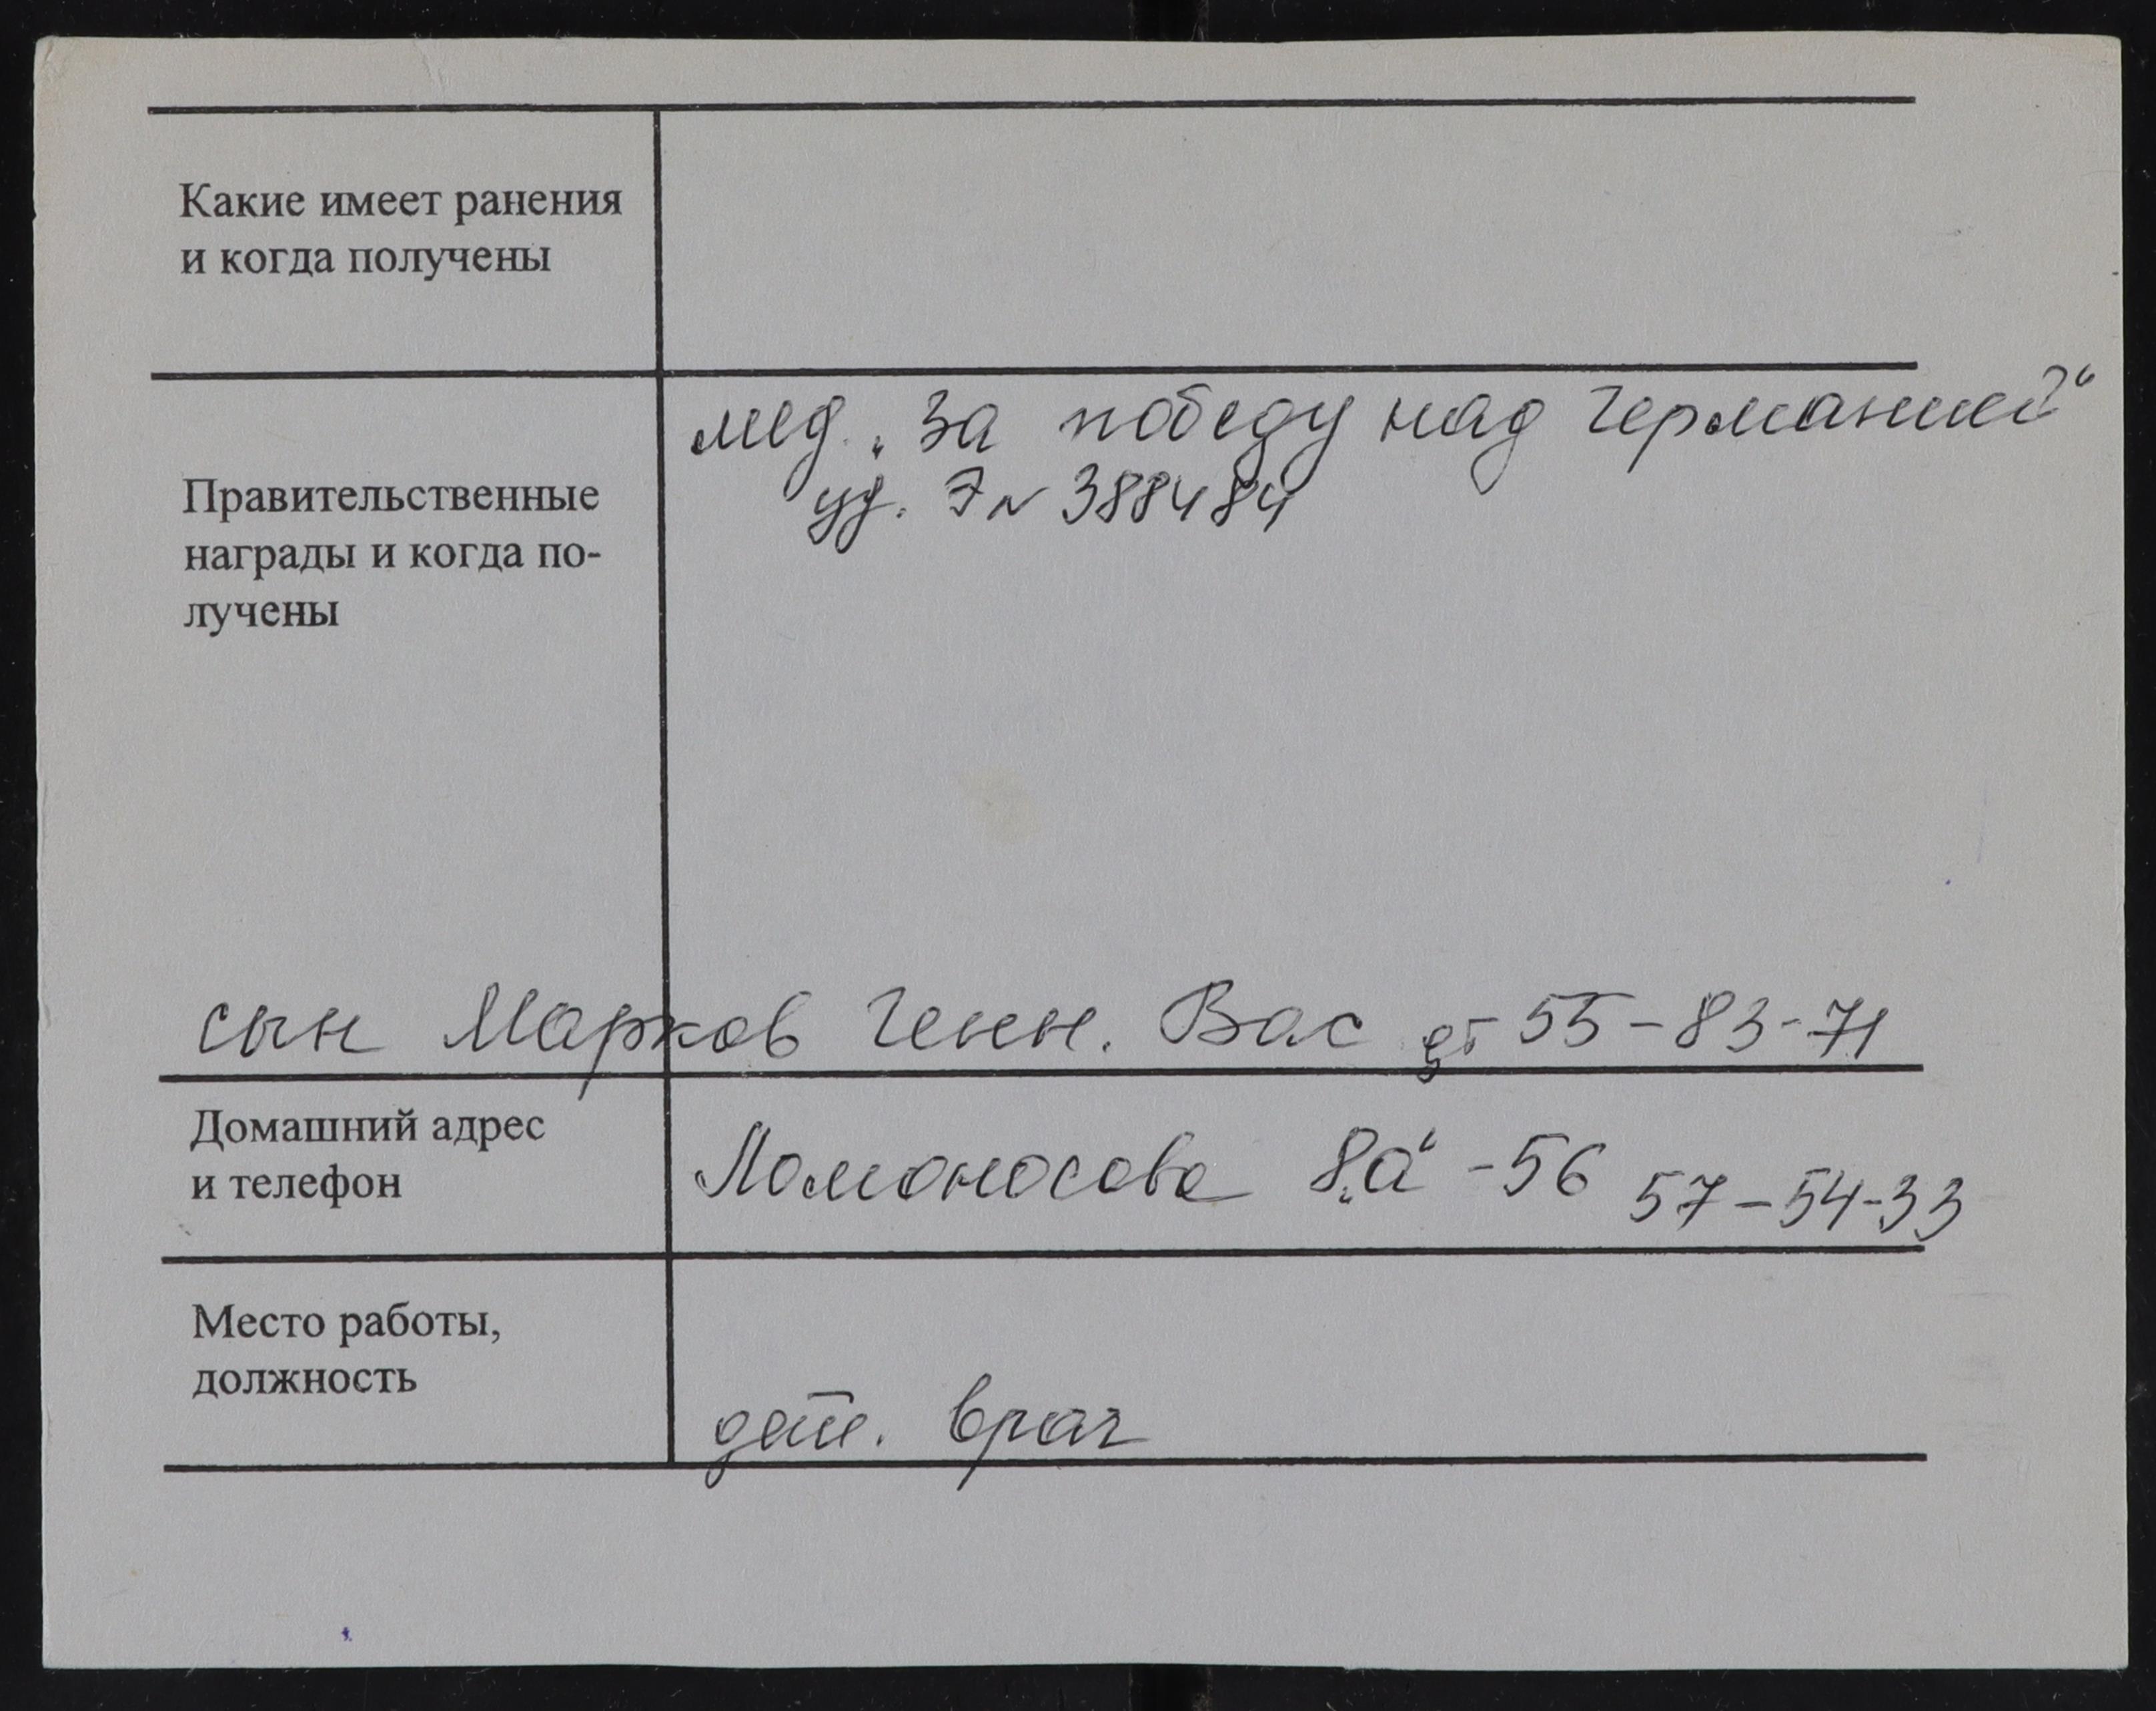 Какие имеет ранения
и когда получены
мед. „За победу над Германией“
уд. Э № 388484
Правительственные
награды и когда по-
лучены
сын Марков Генн. Вас дт 55-83-71
Домашний адрес
и телефон
Ломоносова 8„а“ -56 57-54-33
Место работы,
должность
дет. врач